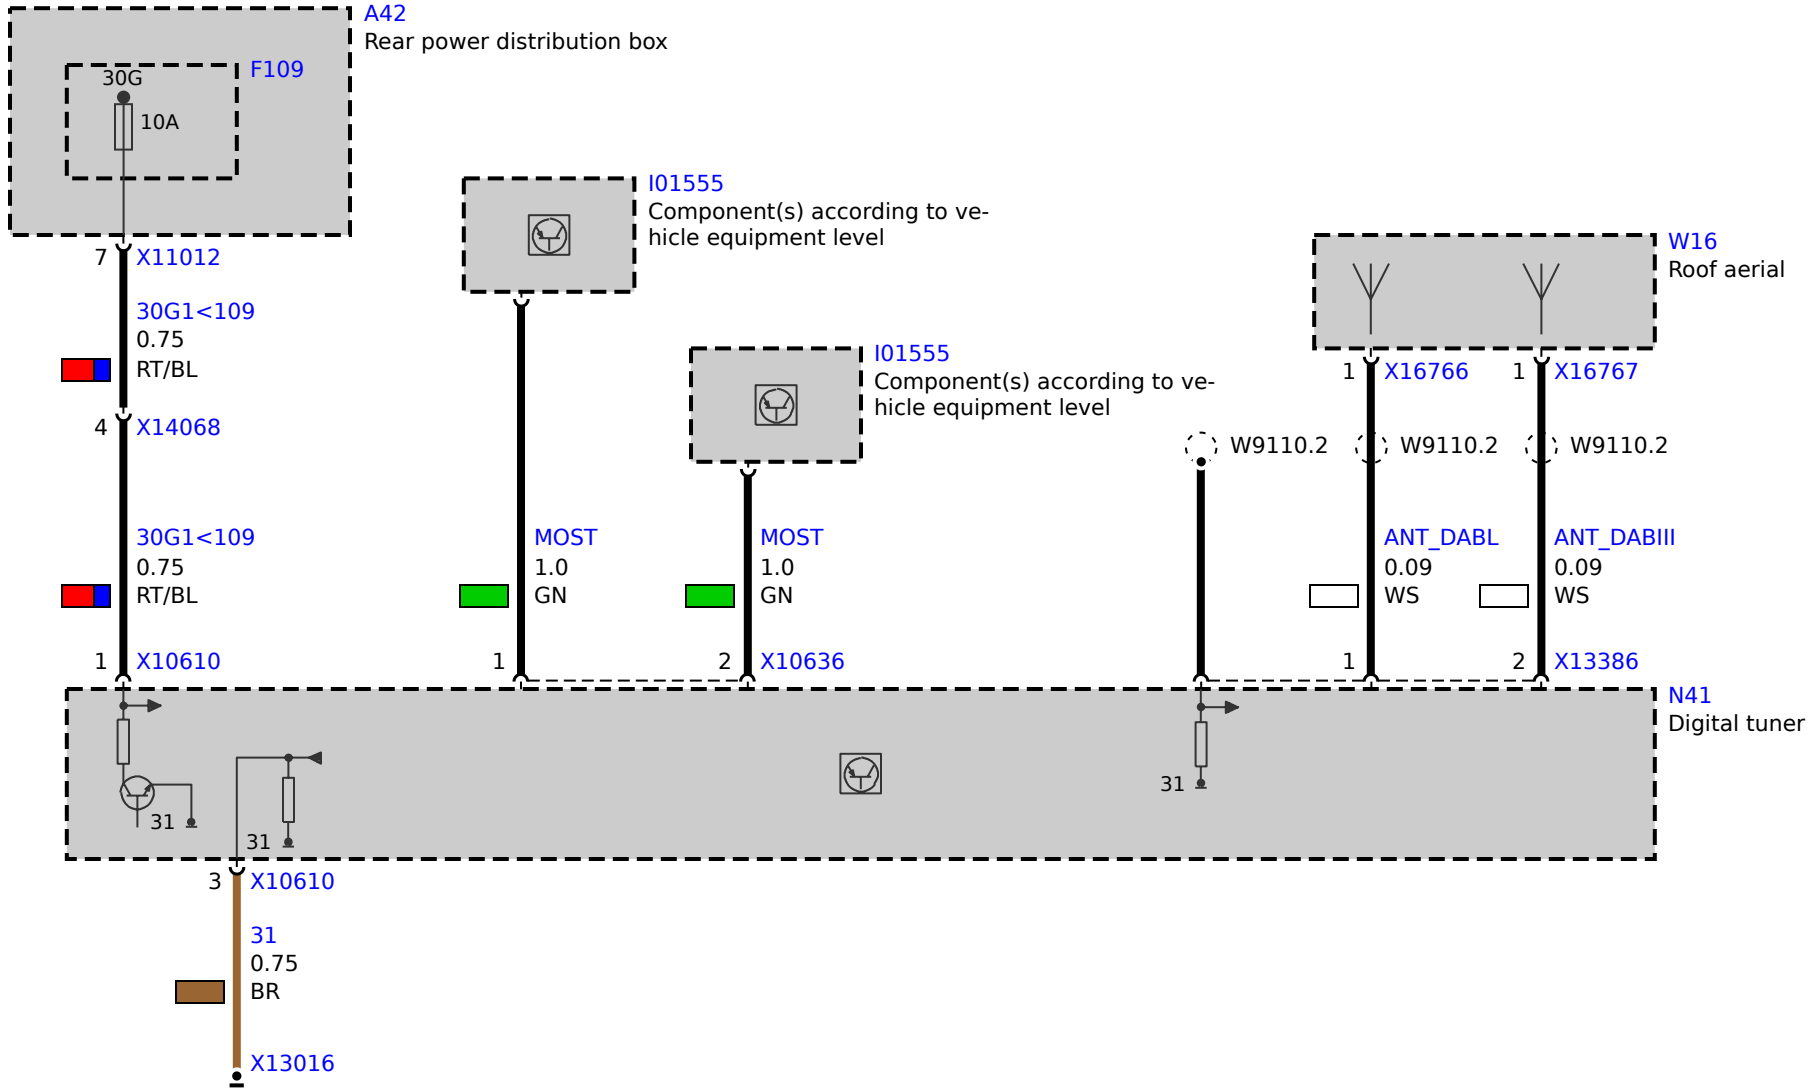 A42
Rear power distribution box
F109
30G
10A
7 X11012
30G1<109
0.75
RT/BL
4 X14068
30G1<109
0.75
RT/BL
1 X10610
I01555
Component(s) according to ve-
hicle equipment level
MOST
1.0
GN
1
I01555
Component(s) according to ve-
hicle equipment level
MOST
1.0
GN
2 X10636
W16
Roof aerial
1 X16766
1 X16767
W9110.2
W9110.2
W9110.2
ANT_DABL
0.09
WS
1
ANT_DABIII
0.09
WS
2 X13386
N41
Digital tuner
31
31
31
3 X10610
31
0.75
BR
X13016